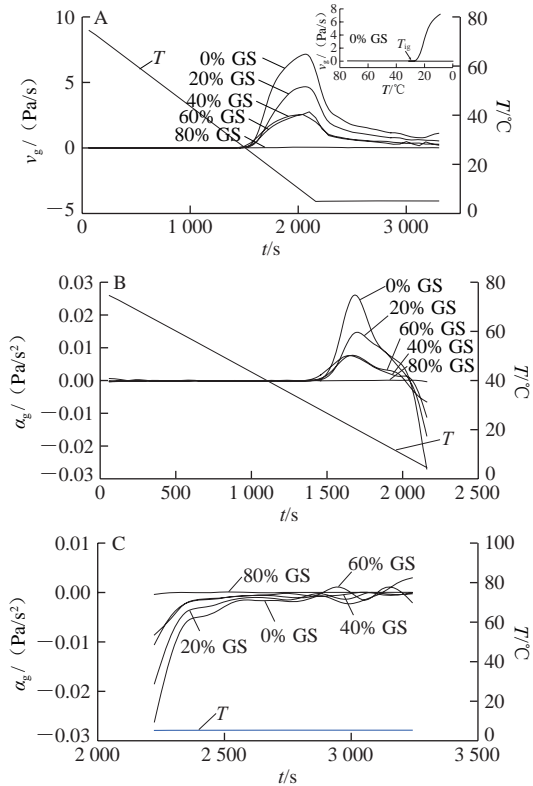 A
10
5
0
−5
v_g/（Pa/s）
0
1 000
2 000
3 000
t/s
80
60
40
20
0
T/℃
T
0% GS
20% GS
40% GS
60% GS
80% GS
8
6
4
2
0
v_g/（Pa/s）
0% GS
T_ig
80
60
40
20
0
T/℃
B
0.03
0.02
0.01
0.00
−0.01
−0.02
−0.03
α_g/（Pa/s²）
0
500
1 000
1 500
2 000
2 500
t/s
80
60
40
20
0
T/℃
0% GS
20% GS
60% GS
40% GS
80% GS
T
C
0.01
0.00
−0.01
−0.02
−0.03
α_g/（Pa/s²）
2 000
2 500
3 000
3 500
t/s
100
80
60
40
20
0
T/℃
80% GS
60% GS
20% GS
0% GS
40% GS
T